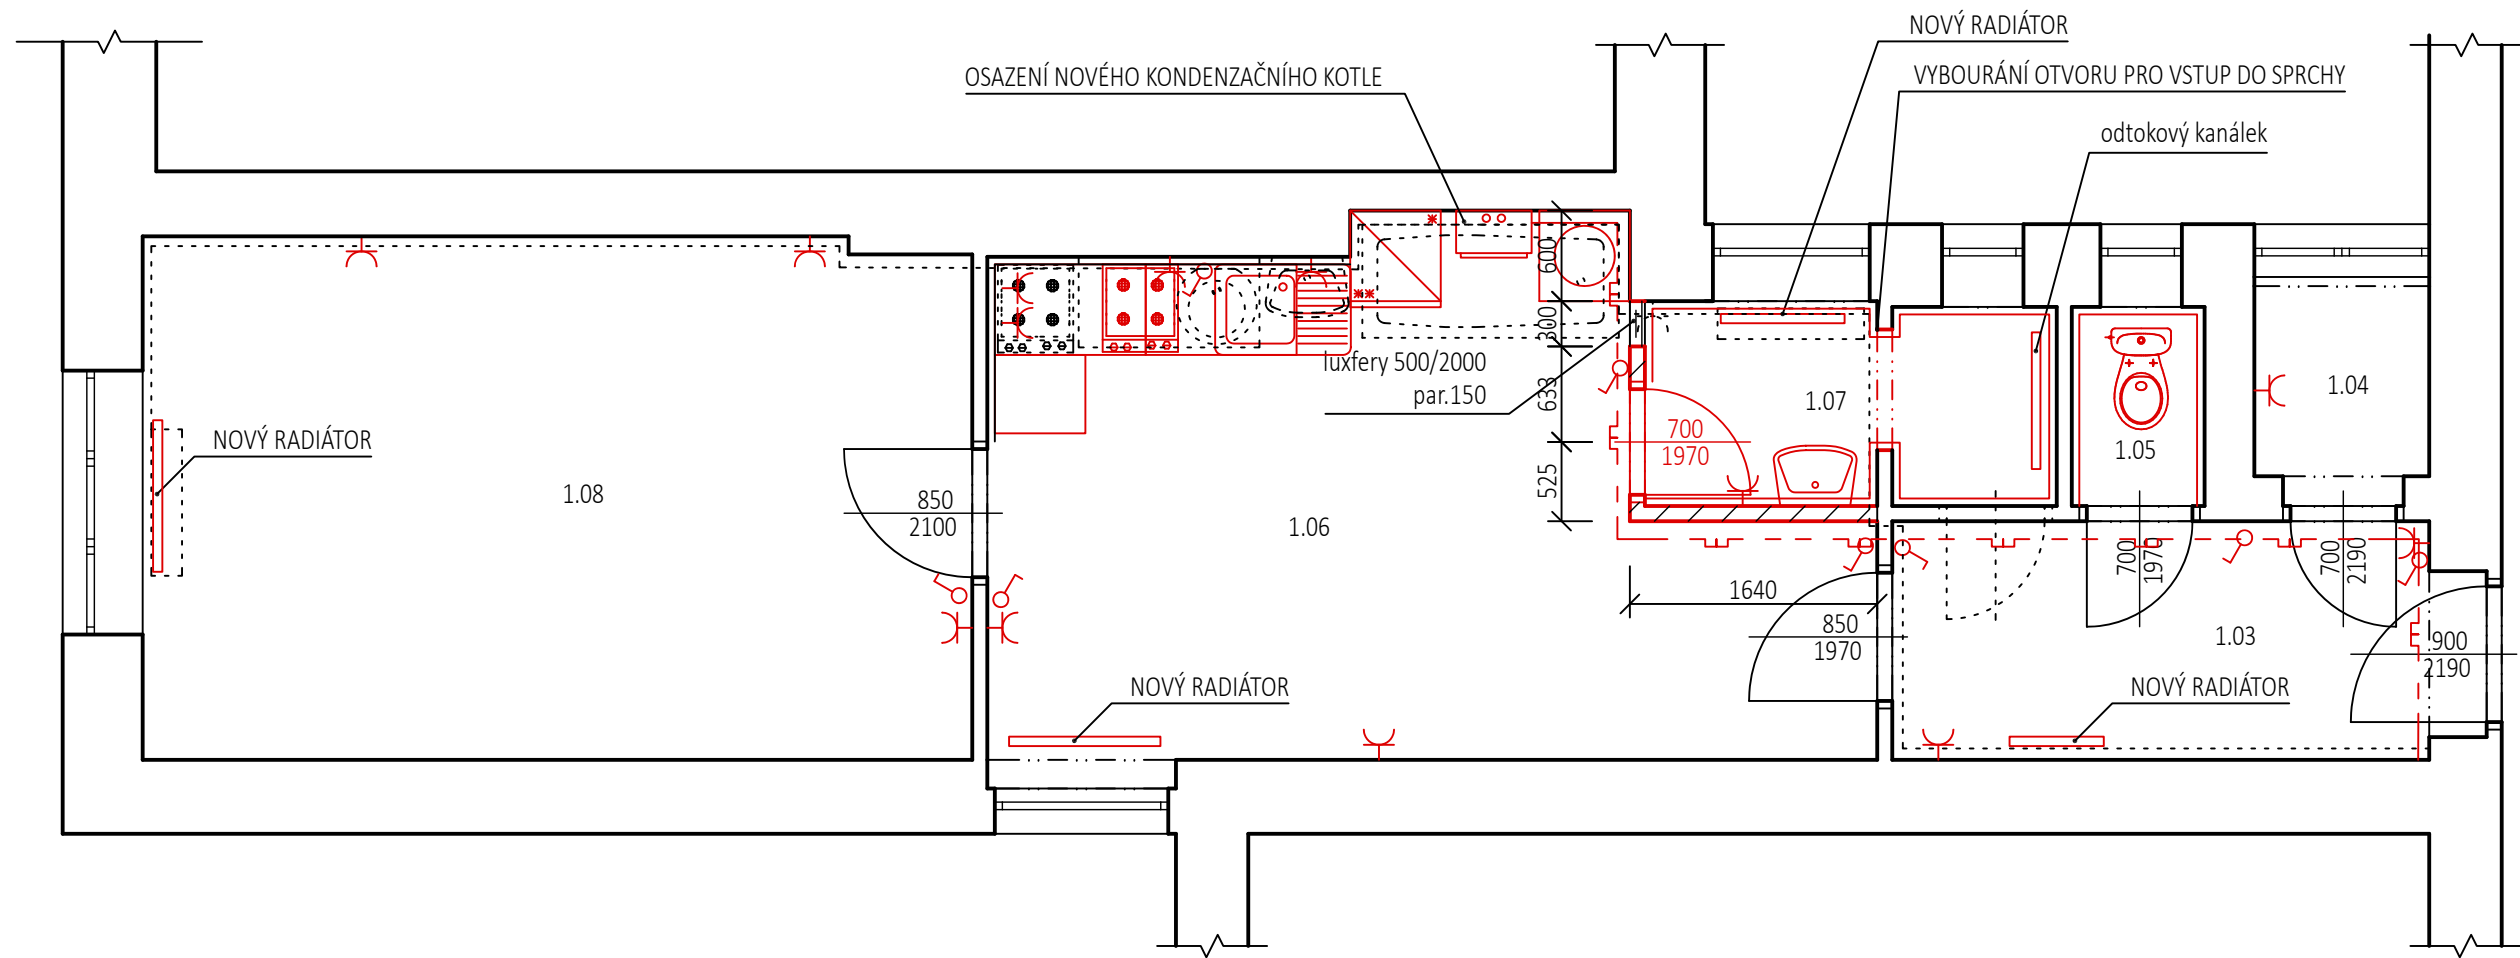 NOVÝ RADIÁTOR
OSAZENÍ NOVÉHO KONDENZAČNÍHO KOTLE
VYBOURÁNÍ OTVORU PRO VSTUP DO SPRCHY
odtokový kanálek
600
300
633
525
luxfery 500/2000
par.150
1.07
700
1970
1.04
1.05
NOVÝ RADIÁTOR
1.08
850
2100
1.06
700
1970
700
2190
1640
850
1970
1.03
900
2190
NOVÝ RADIÁTOR
NOVÝ RADIÁTOR